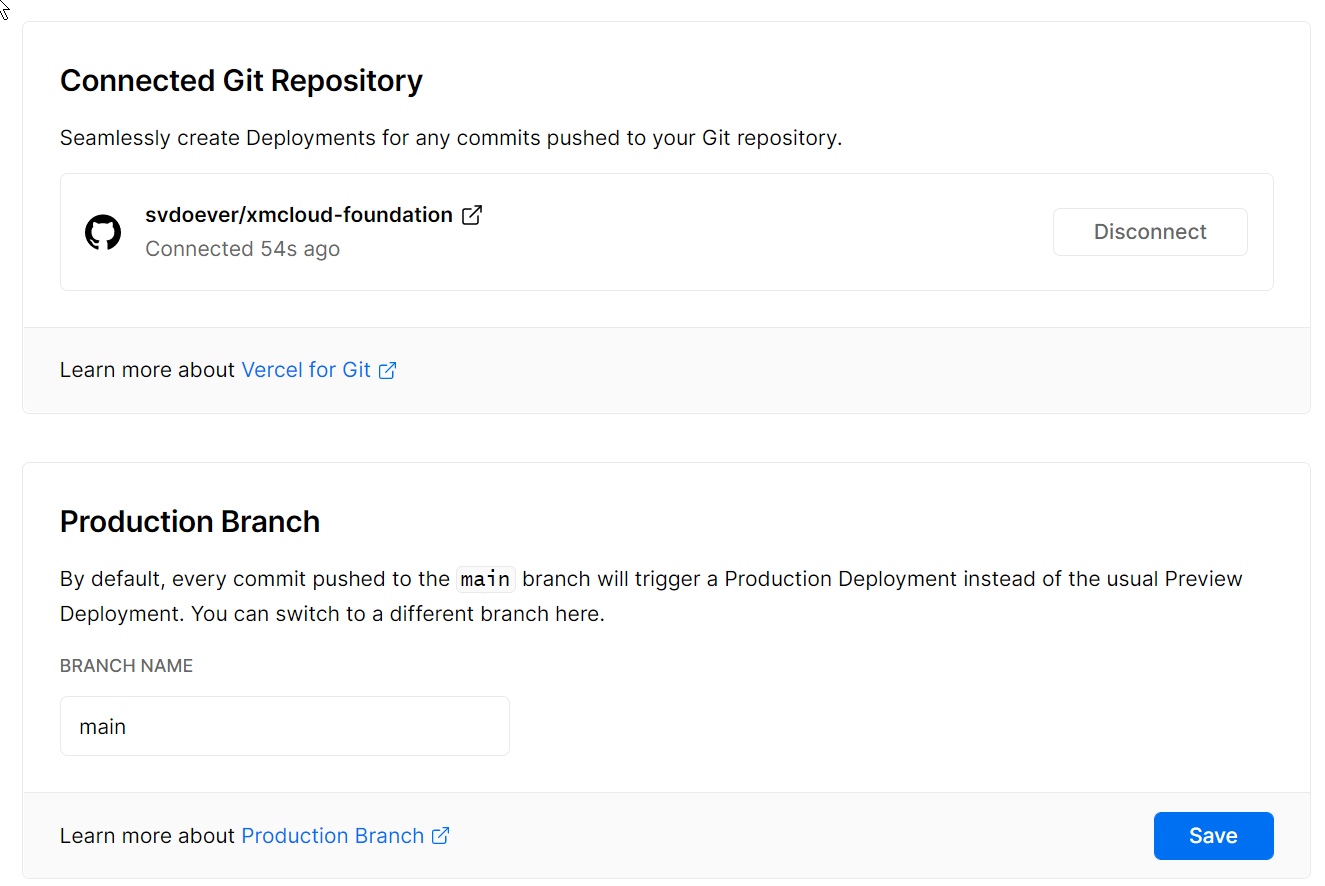 Connected Git Repository
Seamlessly create Deployments for any commits pushed to your Git repository.
svdoever/xmcloud-foundation
Connected 54s ago
Disconnect
Learn more about Vercel for Git
Production Branch
By default, every commit pushed to the main branch will trigger a Production Deployment instead of the usual Preview
Deployment. You can switch to a different branch here.
BRANCH NAME
main
Learn more about Production Branch
Save